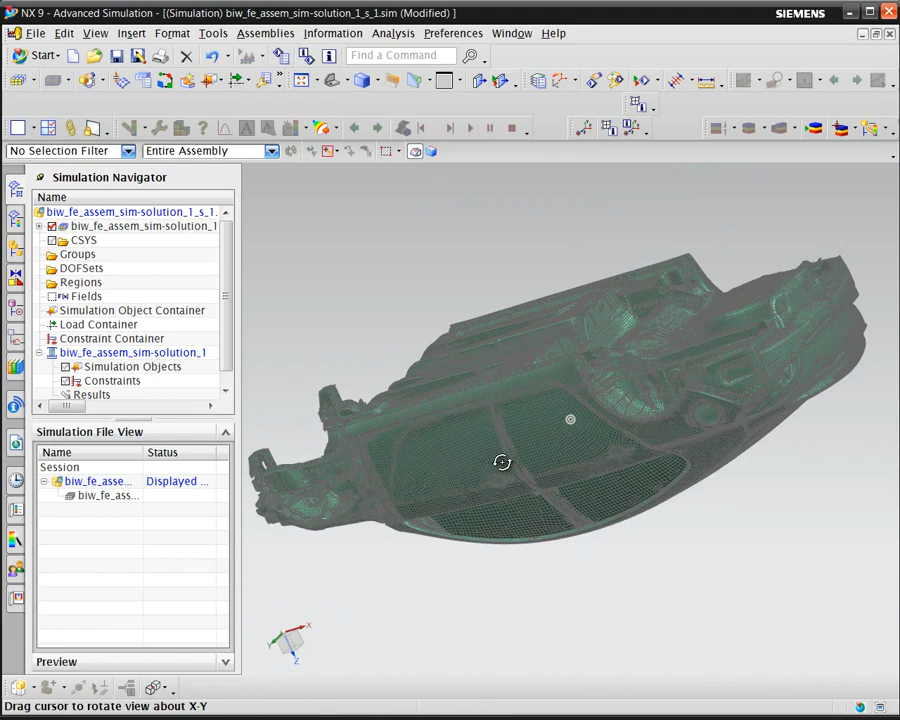 NX 9 - Advanced Simulation - [(Simulation) biw_fe_assem_sim-solution_1_s_1.sim (Modified) ]
SIEMENS
File Edit View Insert Format Tools Assemblies Information Analysis Preferences Window Help
Start Find a Command
No Selection Filter Entire Assembly
Simulation Navigator
Name
biw_fe_assem_sim-solution_1_s_1.
biw_fe_assem_sim-solution_1
CSYS
Groups
DOFSets
Regions
Fields
Simulation Object Container
Load Container
Constraint Container
biw_fe_assem_sim-solution_1
Simulation Objects
Constraints
Results
Simulation File View
Name Status
Session
biw_fe_asse... Displayed ...
biw_fe_ass...
Preview
X
Y
Z
Drag cursor to rotate view about X-Y